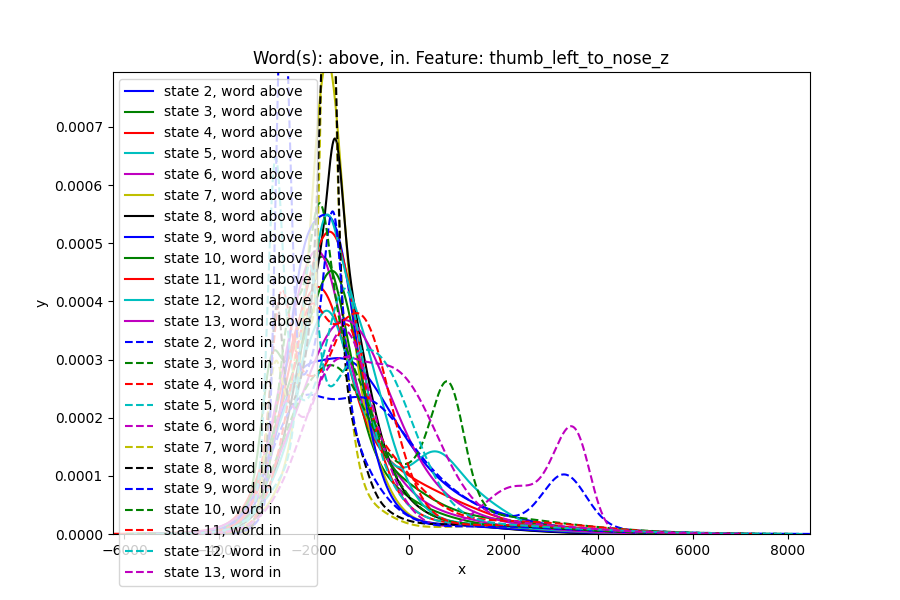 Word(s): above, in. Feature: thumb_left_to_nose_z
y
0.0007
0.0006
0.0005
0.0004
0.0003
0.0002
0.0001
0.0000
state 2, word above
state 3, word above
state 4, word above
state 5, word above
state 6, word above
state 7, word above
state 8, word above
state 9, word above
state 10, word above
state 11, word above
state 12, word above
state 13, word above
state 2, word in
state 3, word in
state 4, word in
state 5, word in
state 6, word in
state 7, word in
state 8, word in
state 9, word in
state 10, word in
state 11, word in
state 12, word in
state 13, word in
−6000 −4000 −2000 0 2000 4000 6000 8000
x